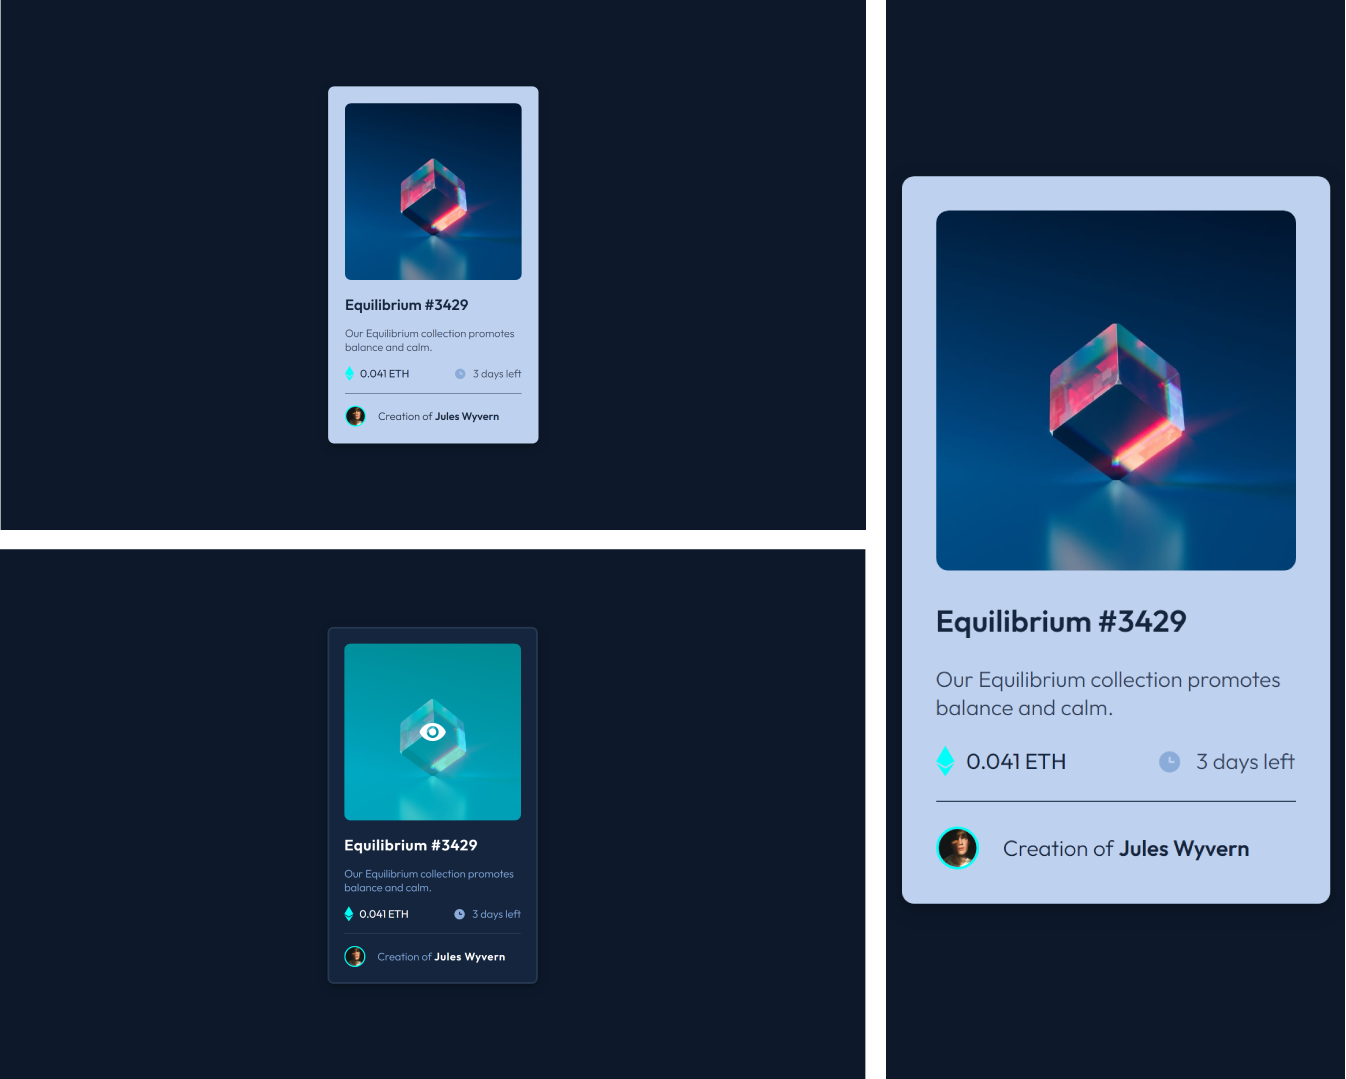 Equilibrium #3429
Our Equilibrium collection promotes
balance and calm.
0.041 ETH
3 days left
Creation of Jules Wyvern
Equilibrium #3429
Our Equilibrium collection promotes
balance and calm.
0.041 ETH
3 days left
Creation of Jules Wyvern
Equilibrium #3429
Our Equilibrium collection promotes
balance and calm.
0.041 ETH
3 days left
Creation of Jules Wyvern